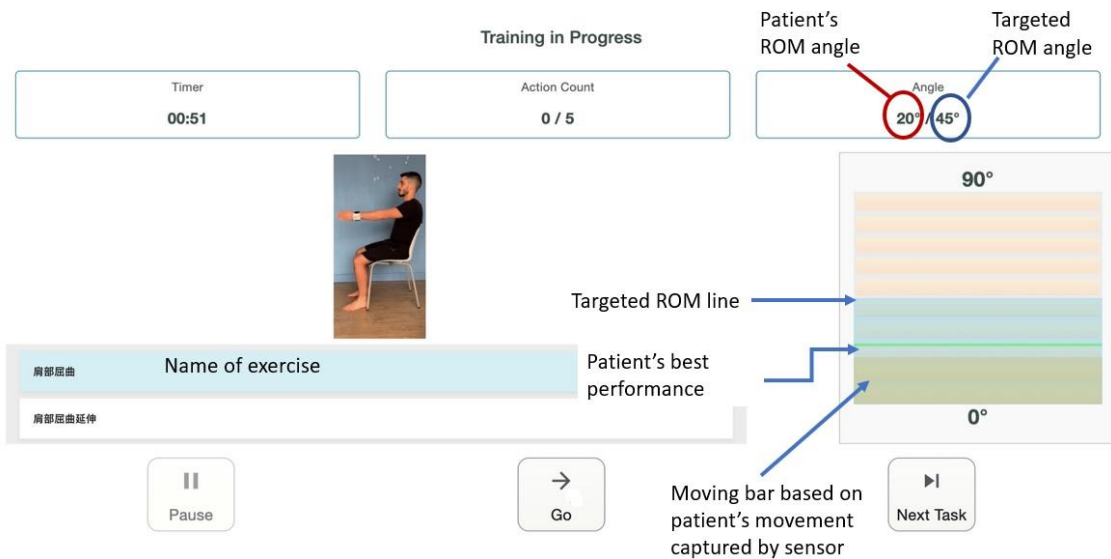 Training in Progress
Patient's
ROM angle
Targeted
ROM angle
Timer
00:51
Action Count
0 / 5
Angle
20° / 45°
90°
Targeted ROM line
肩部屈曲
Name of exercise
Patient's best
performance
肩部屈曲延伸
0°
Pause
Go
Moving bar based on
patient's movement
captured by sensor
Next Task